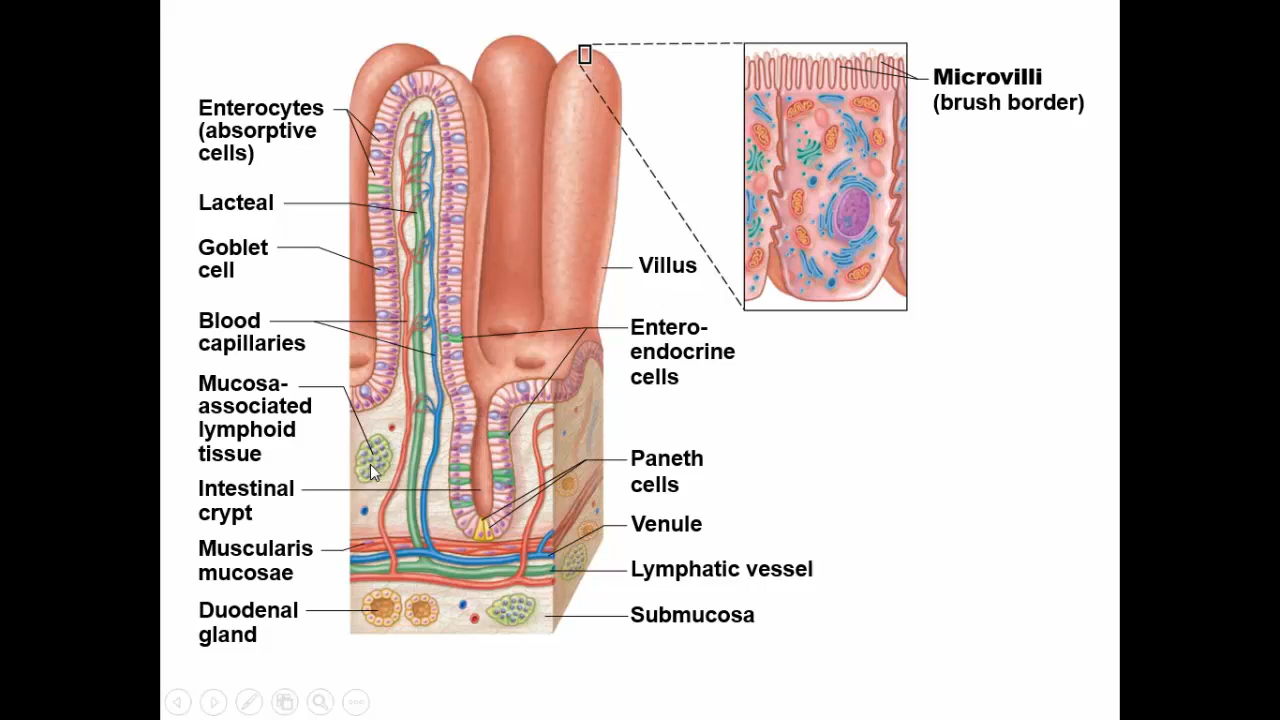 Enterocytes
(absorptive
cells)
Lacteal
Goblet
cell
Blood
capillaries
Mucosa-
associated
lymphoid
tissue
Intestinal
crypt
Muscularis
mucosae
Duodenal
gland
Microvilli
(brush border)
Villus
Entero-
endocrine
cells
Paneth
cells
Venule
Lymphatic vessel
Submucosa